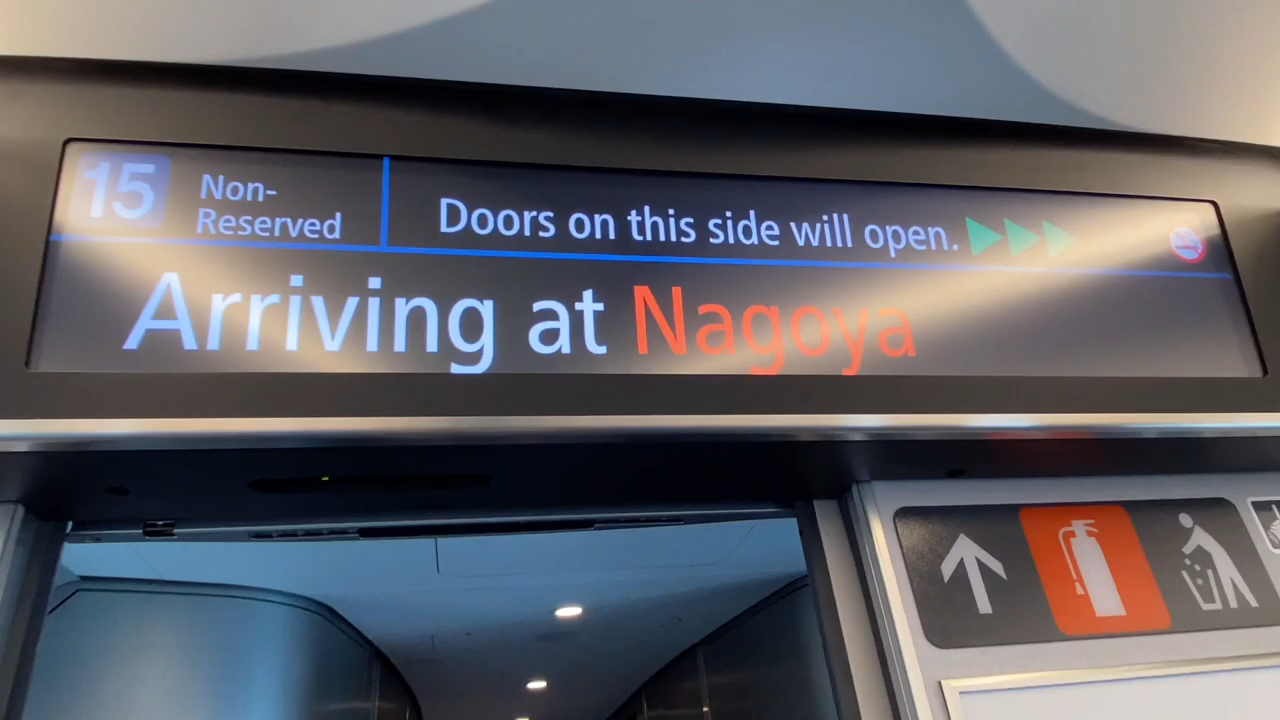 15
Non-
Reserved
Doors on this side will open.
Arriving at Nagoya